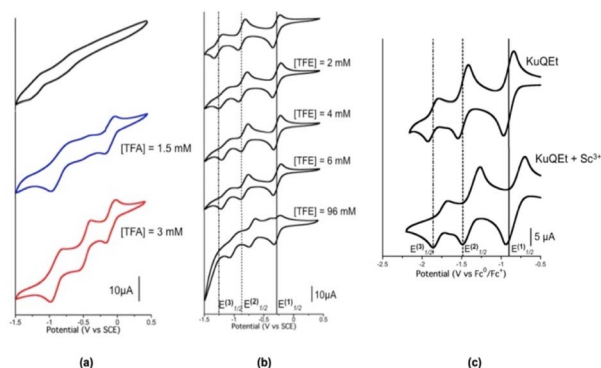 [TFA] = 1.5 mM
[TFA] = 3 mM
10µA
-1.5
-1
-0.5
0
0.5
Potential (V vs SCE)
(a)
[TFE] = 2 mM
[TFE] = 4 mM
[TFE] = 6 mM
[TFE] = 96 mM
10µA
E(3)1/2
E(2)1/2
E(1)1/2
-1.5
-1
-0.5
0
0.5
Potential (V vs SCE)
(b)
KuQEt
KuQEt + Sc3+
5 µA
E(3)1/2
E(2)1/2
E(1)1/2
-2.5
-2
-1.5
-1
-0.5
Potential (V vs Fc0/Fc+)
(c)